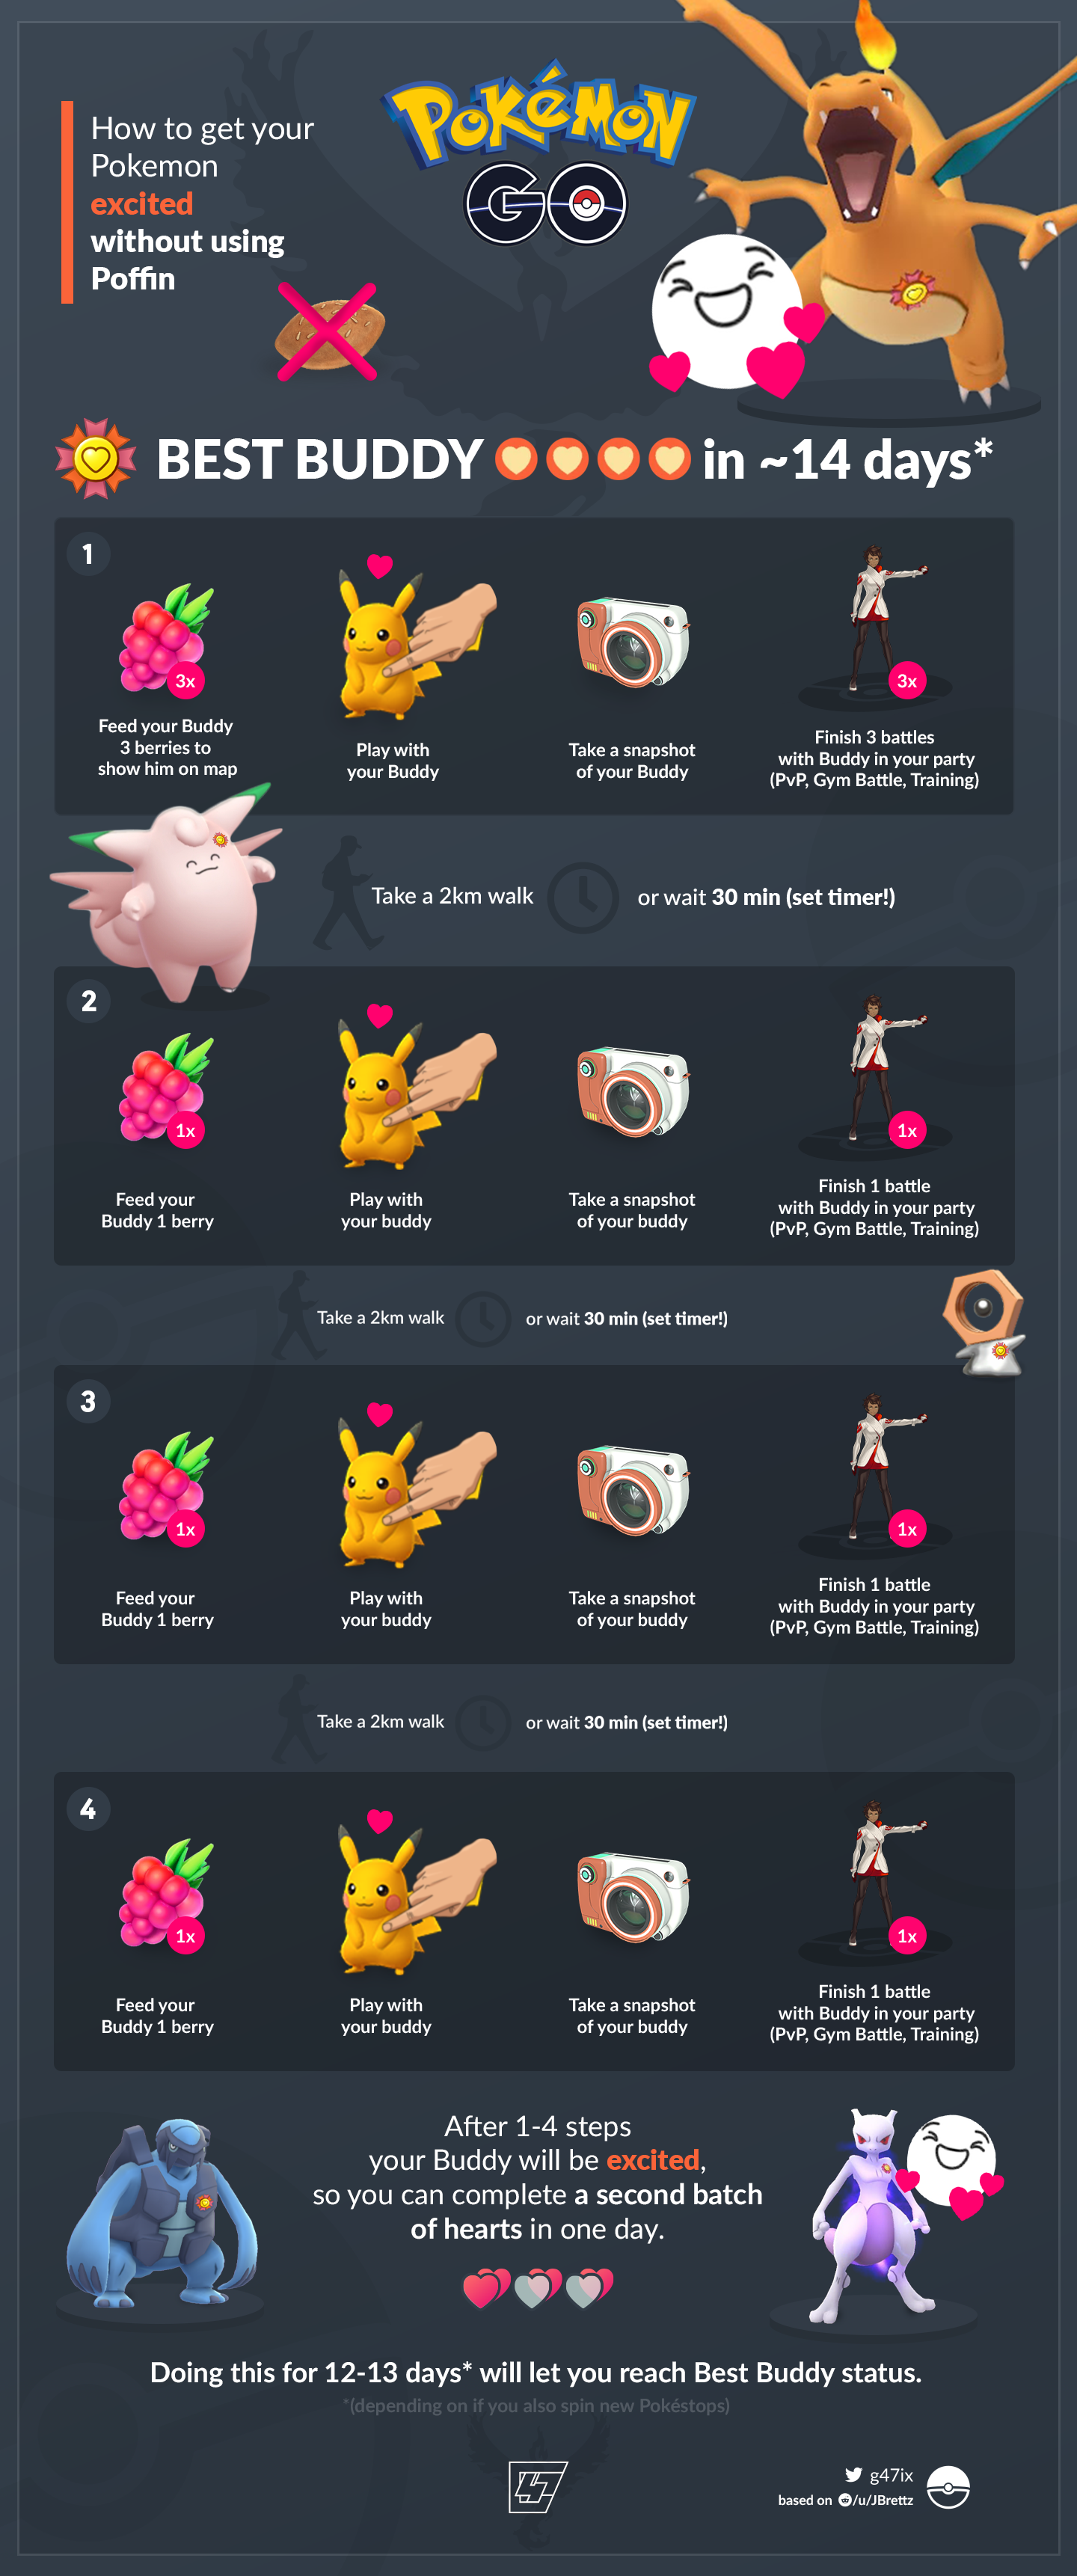 How to get your
Pokemon
excited
without using
Poffin
POKéMON
GO
BEST BUDDY in ~14 days*
1
3x
3x
Feed your Buddy
3 berries to
show him on map
Play with
your Buddy
Take a snapshot
of your Buddy
Finish 3 battles
with Buddy in your party
(PvP, Gym Battle, Training)
Take a 2km walk
or wait 30 min (set timer!)
2
1x
1x
Feed your
Buddy 1 berry
Play with
your buddy
Take a snapshot
of your buddy
Finish 1 battle
with Buddy in your party
(PvP, Gym Battle, Training)
Take a 2km walk
or wait 30 min (set timer!)
3
1x
1x
Feed your
Buddy 1 berry
Play with
your buddy
Take a snapshot
of your buddy
Finish 1 battle
with Buddy in your party
(PvP, Gym Battle, Training)
Take a 2km walk
or wait 30 min (set timer!)
4
1x
1x
Feed your
Buddy 1 berry
Play with
your buddy
Take a snapshot
of your buddy
Finish 1 battle
with Buddy in your party
(PvP, Gym Battle, Training)
After 1-4 steps
your Buddy will be excited,
so you can complete a second batch
of hearts in one day.
Doing this for 12-13 days* will let you reach Best Buddy status.
*(depending on if you also spin new Pokéstops)
g47ix
based on /u/JBrettz